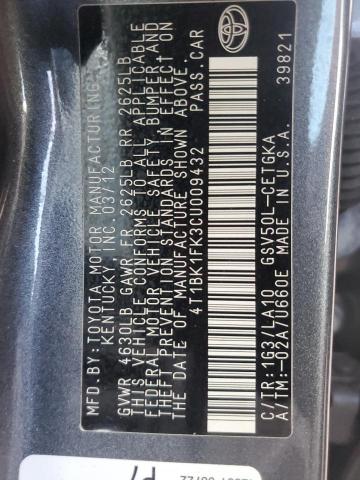 MFD.BY:TOYOTA MOTOR MANUFACTURING,
KENTUCKY INC. 03/12
GVWR 4630LB GAWR FR 2625LB RR 2625LB
THIS VEHICLE CONFORMS TO ALL APPLICABLE
FEDERAL MOTOR VEHICLE SAFETY BUMPER AND
THEFT PREVENTION STANDARDS IN EFFECT ON
THE DATE OF MANUFACTURE SHOWN ABOVE.
4T1BK1FK3CU009432 PASS.CAR
C/TR:1G3/LA10 GSV50L-CETGKA
A/TM:-02A/U660E MADE IN U.S.A. 39821
TOYOTA